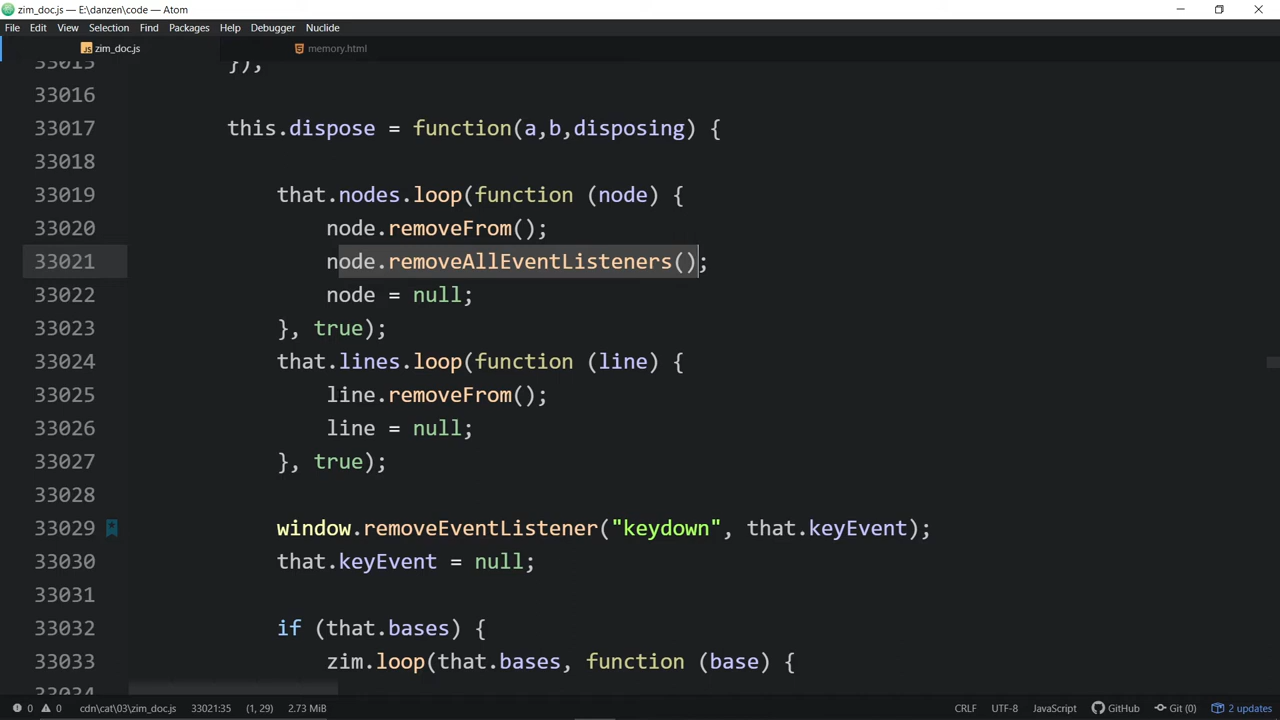 zim_doc.js — E:\danzen\code — Atom
File Edit View Selection Find Packages Help Debugger Nuclide
zim_doc.js memory.html
33015 }),
33016
33017 this.dispose = function(a,b,disposing) {
33018
33019 that.nodes.loop(function (node) {
33020 node.removeFrom();
33021 node.removeAllEventListeners();
33022 node = null;
33023 }, true);
33024 that.lines.loop(function (line) {
33025 line.removeFrom();
33026 line = null;
33027 }, true);
33028
33029 window.removeEventListener("keydown", that.keyEvent);
33030 that.keyEvent = null;
33031
33032 if (that.bases) {
33033 zim.loop(that.bases, function (base) {
33034
0 0 cdn\cat\03\zim_doc.js 33021:35 (1, 29) 2.73 MiB CRLF UTF-8 JavaScript GitHub Git (0) 2 updates